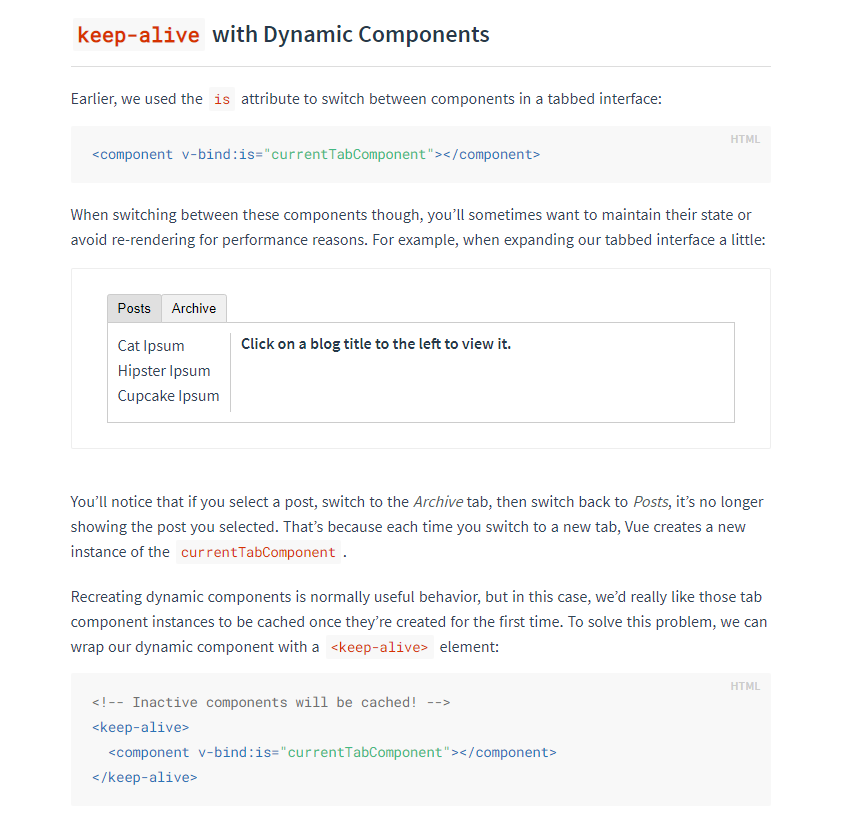 keep-alive with Dynamic Components
Earlier, we used the is attribute to switch between components in a tabbed interface:
HTML
<component v-bind:is="currentTabComponent"></component>
When switching between these components though, you’ll sometimes want to maintain their state or
avoid re-rendering for performance reasons. For example, when expanding our tabbed interface a little:
Posts Archive
Cat Ipsum
Hipster Ipsum
Cupcake Ipsum
Click on a blog title to the left to view it.
You’ll notice that if you select a post, switch to the Archive tab, then switch back to Posts, it’s no longer
showing the post you selected. That’s because each time you switch to a new tab, Vue creates a new
instance of the currentTabComponent .
Recreating dynamic components is normally useful behavior, but in this case, we’d really like those tab
component instances to be cached once they’re created for the first time. To solve this problem, we can
wrap our dynamic component with a <keep-alive> element:
HTML
<!-- Inactive components will be cached! -->
<keep-alive>
  <component v-bind:is="currentTabComponent"></component>
</keep-alive>